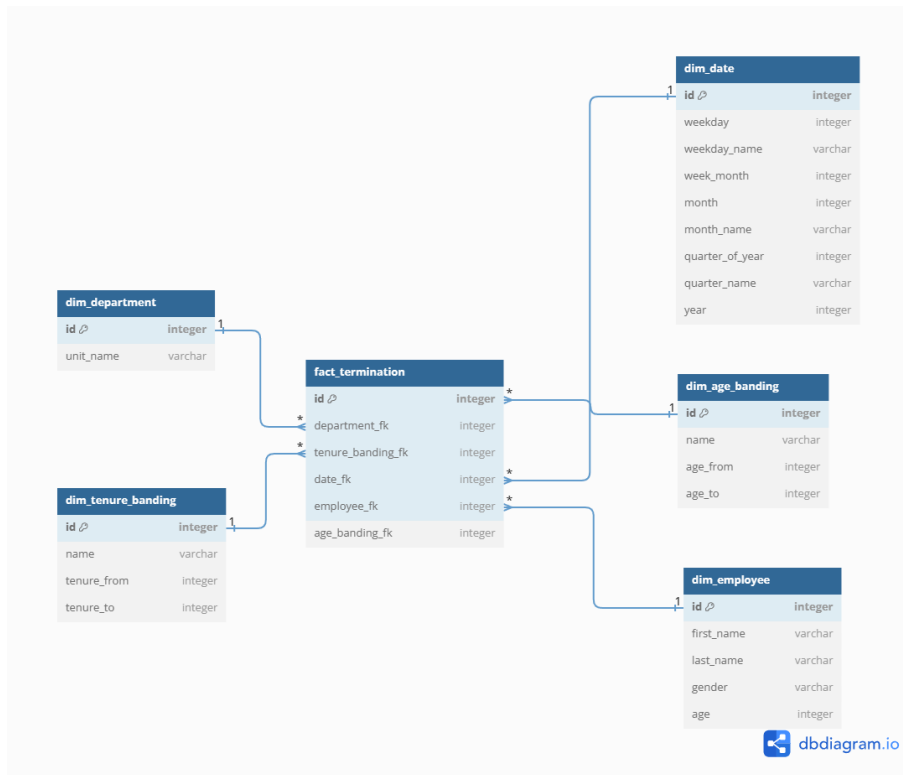 dim_date
1
id integer
weekday integer
weekday_name varchar
week_month integer
month integer
month_name varchar
quarter_of_year integer
quarter_name varchar
year integer
dim_department
id integer
1
unit_name varchar
fact_termination
id integer
*
* department_fk integer
* tenure_banding_fk integer
date_fk integer
*
employee_fk integer
*
age_banding_fk integer
dim_age_banding
1
id integer
name varchar
age_from integer
age_to integer
dim_tenure_banding
id integer
1
name varchar
tenure_from integer
tenure_to integer
dim_employee
1
id integer
first_name varchar
last_name varchar
gender varchar
age integer
dbdiagram.io